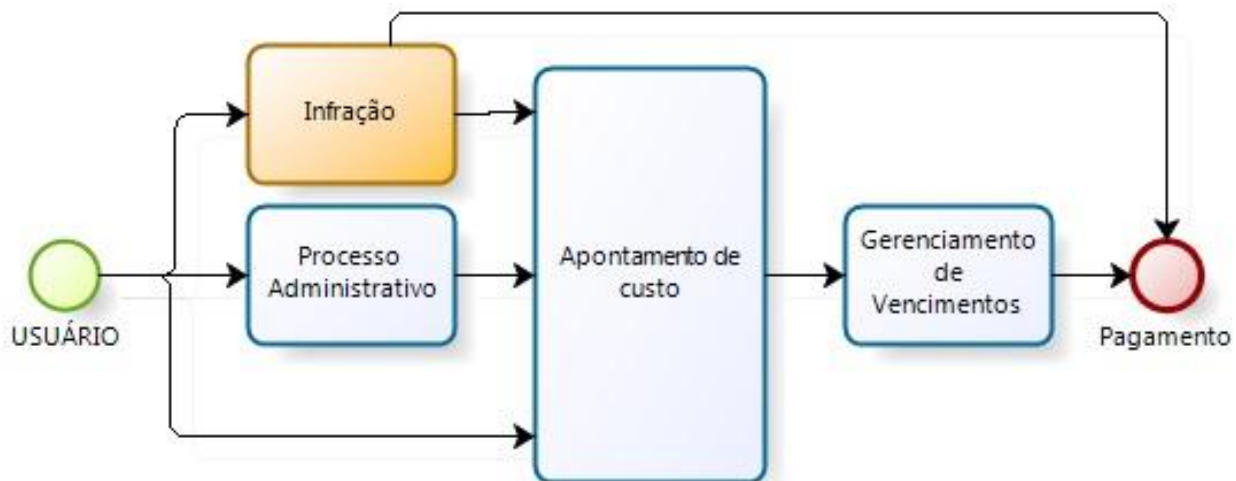 Infração
USUÁRIO
Processo
Administrativo
Apontamento de
custo
Gerenciamento
de
Vencimentos
Pagamento